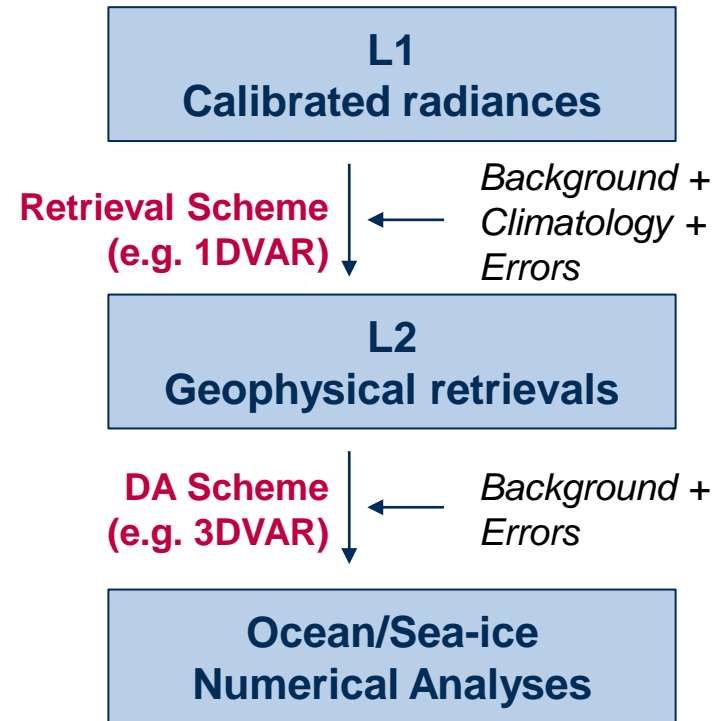 L1
Calibrated radiances
Retrieval Scheme
(e.g. 1DVAR)
Background +
Climatology +
Errors
L2
Geophysical retrievals
DA Scheme
(e.g. 3DVAR)
Background +
Errors
Ocean/Sea-ice
Numerical Analyses